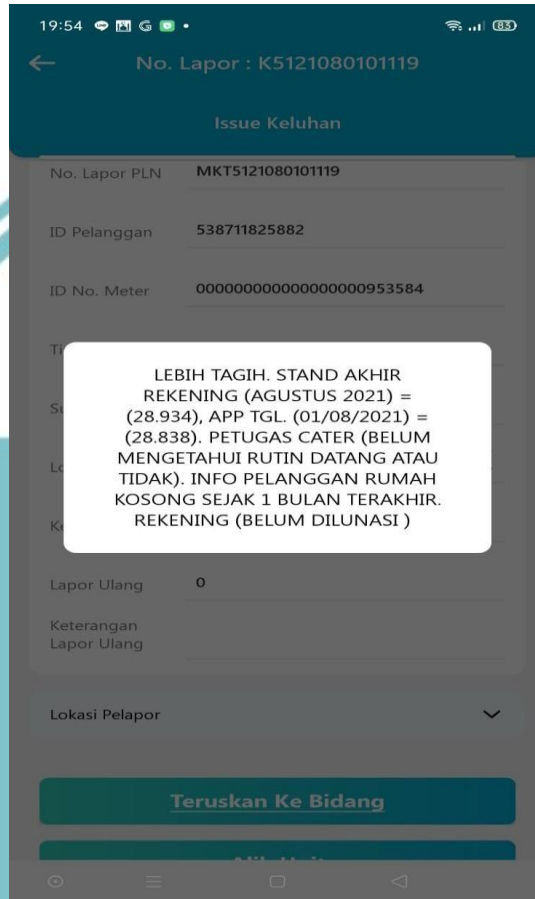 19:54
83
No. Lapor : K5121080101119
Issue Keluhan
No. Lapor PLN MKT5121080101119
ID Pelanggan 538711825882
ID No. Meter 000000000000000000953584
LEBIH TAGIH. STAND AKHIR
REKENING (AGUSTUS 2021) =
(28.934), APP TGL. (01/08/2021) =
(28.838). PETUGAS CATER (BELUM
MENGETAHUI RUTIN DATANG ATAU
TIDAK). INFO PELANGGAN RUMAH
KOSONG SEJAK 1 BULAN TERAKHIR.
REKENING (BELUM DILUNASI )
Lapor Ulang 0
Keterangan
Lapor Ulang
Lokasi Pelapor
Teruskan Ke Bidang